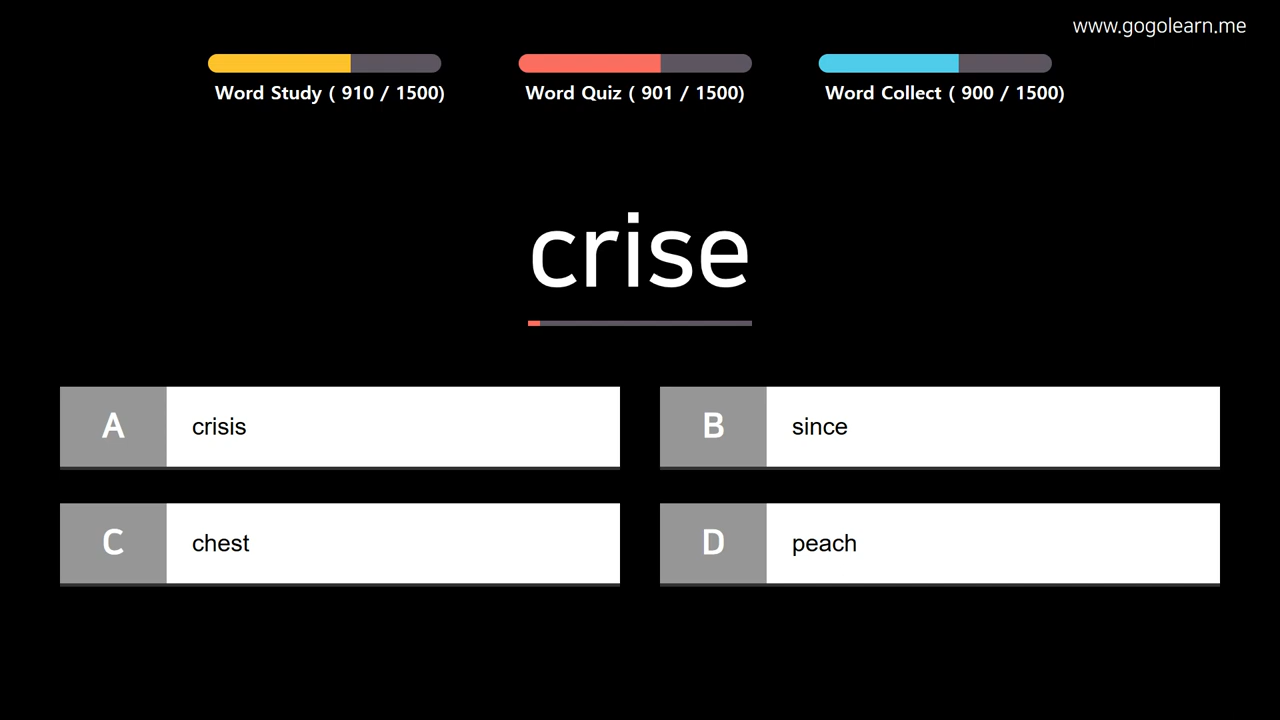 www.gogolearn.me
Word Study ( 910 / 1500)
Word Quiz ( 901 / 1500)
Word Collect ( 900 / 1500)
crise
A crisis
B since
C chest
D peach